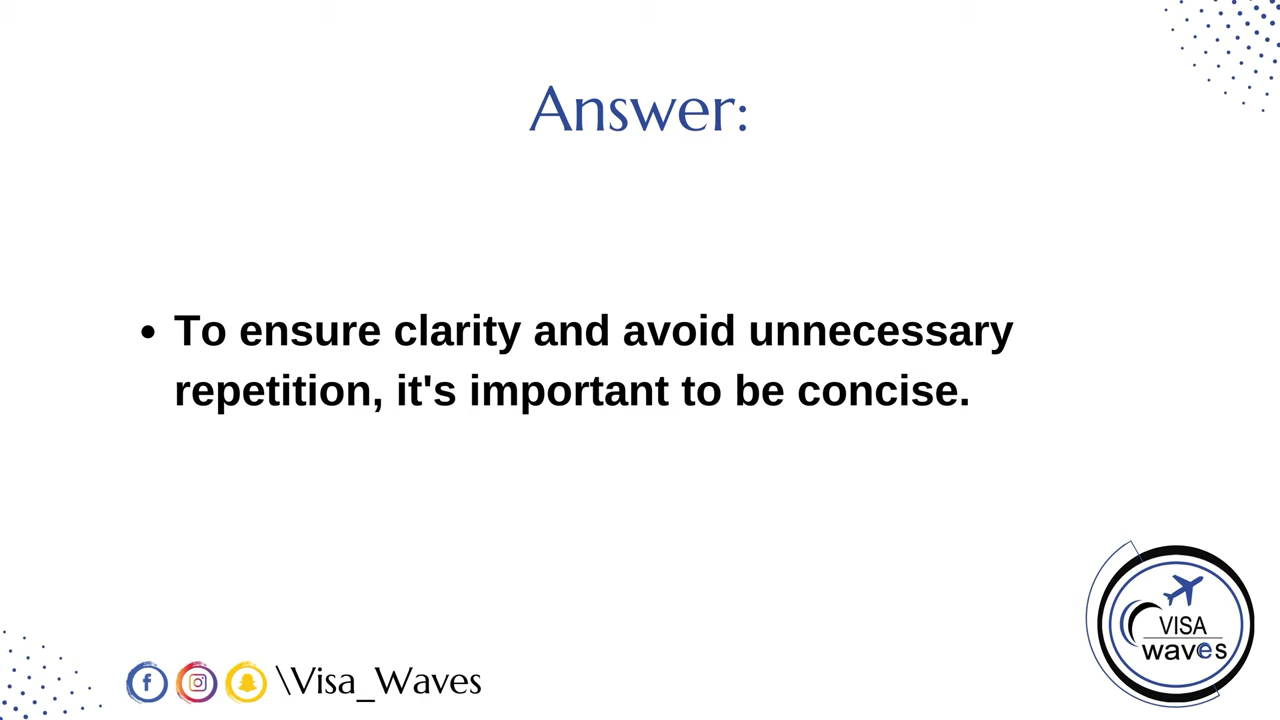 Answer:
• To ensure clarity and avoid unnecessary
repetition, it's important to be concise.
\Visa_Waves
VISA
waves